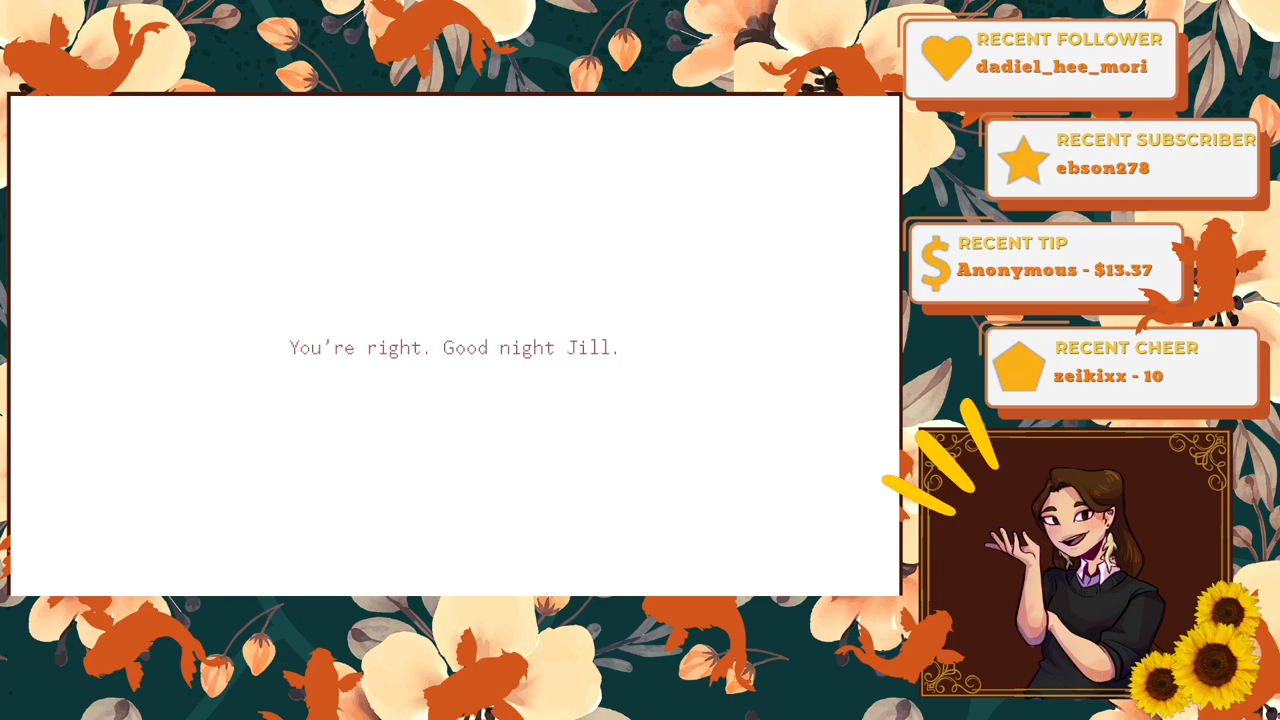 You're right. Good night Jill.
RECENT FOLLOWER
dadiel_hee_mori
RECENT SUBSCRIBER
ebson278
RECENT TIP
Anonymous - $13.37
RECENT CHEER
zeikixx - 10